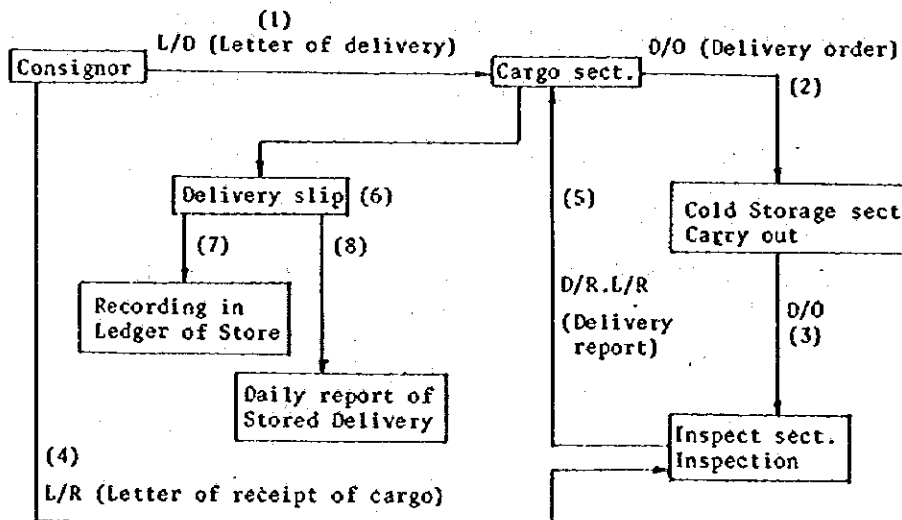 (1)
L/D (Letter of delivery)
D/O (Delivery order)
Consignor
Cargo sect.
(2)
Delivery slip
(6)
(5)
Cold Storage sect
Carry out
(7)
(8)
Recording in
Ledger of Store
D/R.L/R
(Delivery
report)
D/O
(3)
Daily report of
Stored Delivery
Inspect sect.
Inspection
(4)
L/R (Letter of receipt of cargo)